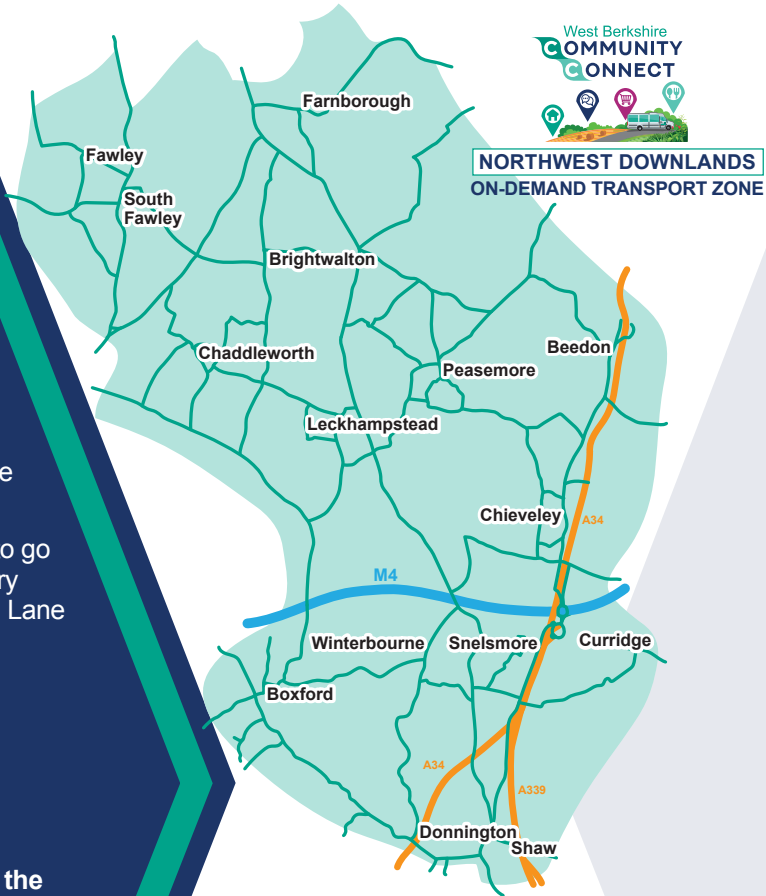 West Berkshire
COMMUNITY
CONNECT
NORTHWEST DOWNLANDS
ON-DEMAND TRANSPORT ZONE
Farnborough
Fawley
South
Fawley
Brightwalton
Beedon
Chaddleworth
Peasemore
Leckhampstead
Chieveley
A34
M4
Winterbourne
Snelsmore
Curridge
Boxford
A34
A339
Donnington
Shaw
e
o go
ry
Lane
the